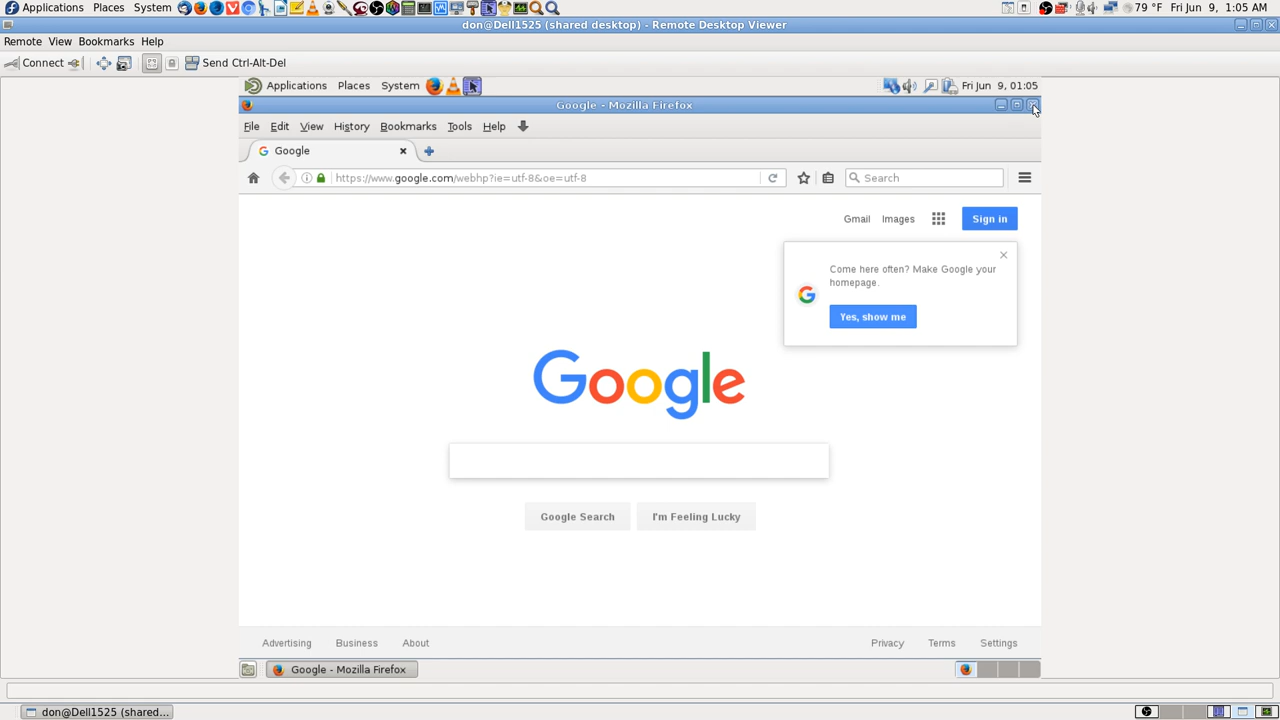 Applications Places System 79 °F Fri Jun 9, 1:05 AM
don@Dell1525 (shared desktop) - Remote Desktop Viewer
Remote View Bookmarks Help
Connect Send Ctrl-Alt-Del
Applications Places System Fri Jun 9, 01:05
Google - Mozilla Firefox
File Edit View History Bookmarks Tools Help
Google
https://www.google.com/webhp?ie=utf-8&oe=utf-8 Search
Gmail Images Sign in
Come here often? Make Google your
homepage.
Yes, show me
Google
Google Search I'm Feeling Lucky
Advertising Business About Privacy Terms Settings
Google - Mozilla Firefox
don@Dell1525 (shared...